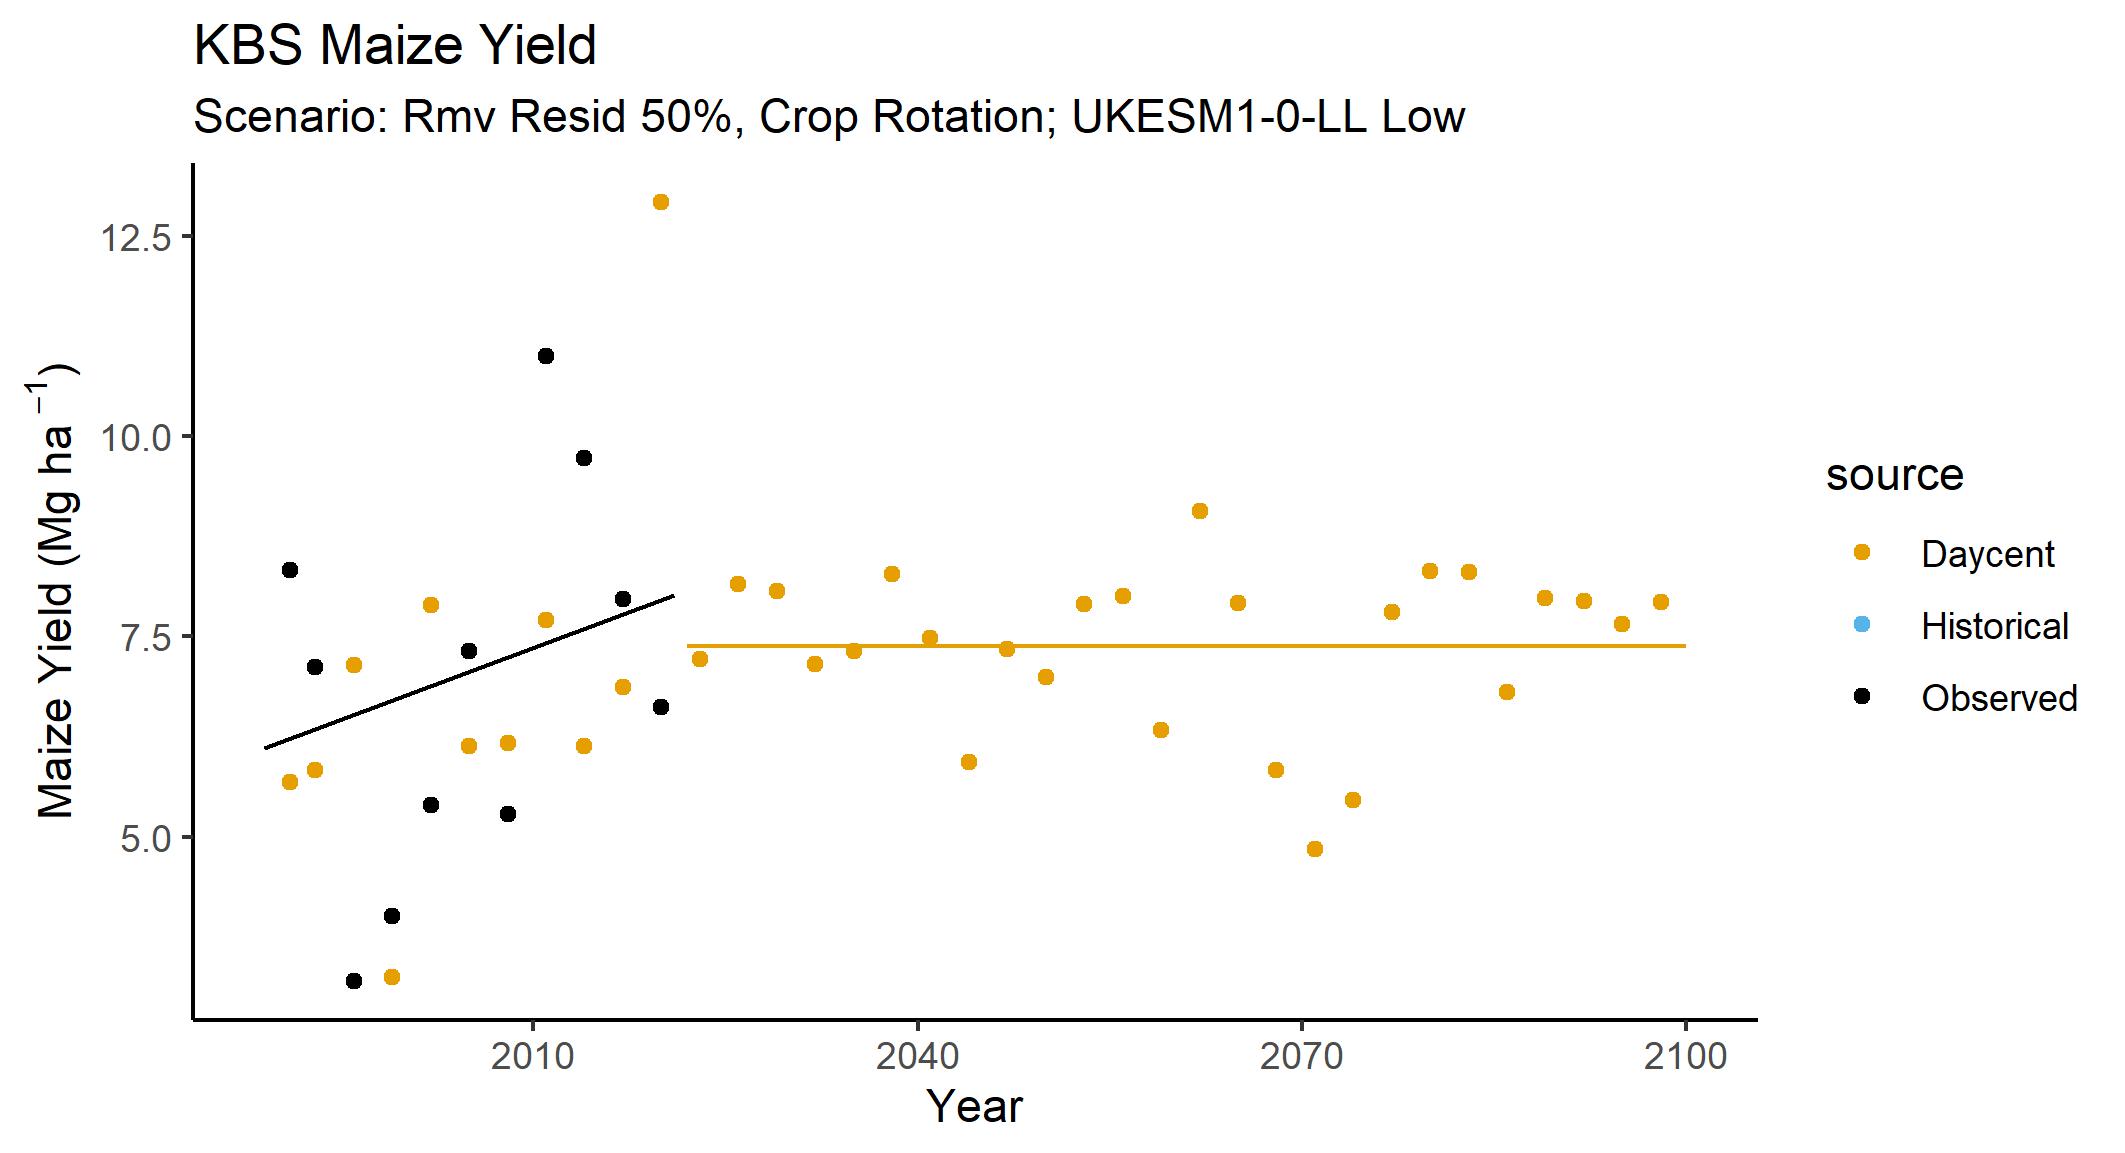 KBS Maize Yield
Scenario: Rmv Resid 50%, Crop Rotation; UKESM1-0-LL Low
Maize Yield (Mg ha −1)
12.5
10.0
7.5
5.0
2010
2040
2070
2100
Year
source
Daycent
Historical
Observed